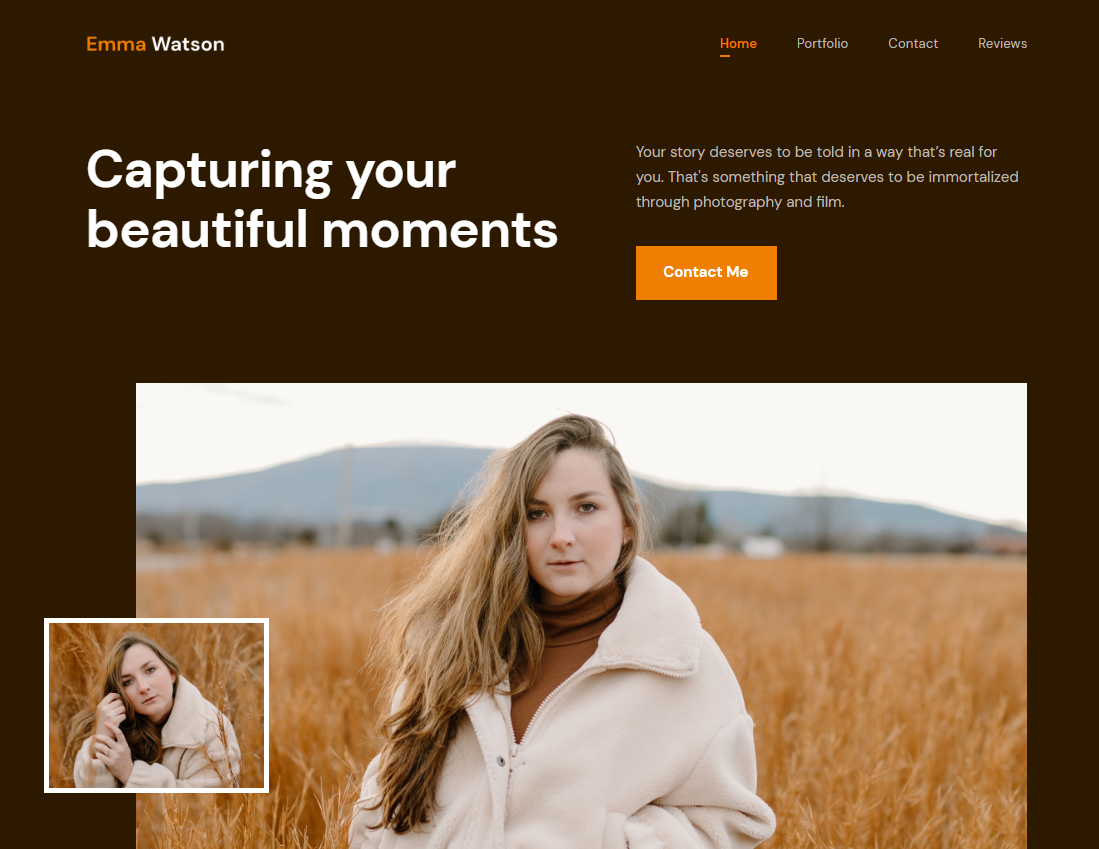 Emma Watson
Home Portfolio Contact Reviews
Capturing your
beautiful moments
Your story deserves to be told in a way that’s real for
you. That's something that deserves to be immortalized
through photography and film.
Contact Me